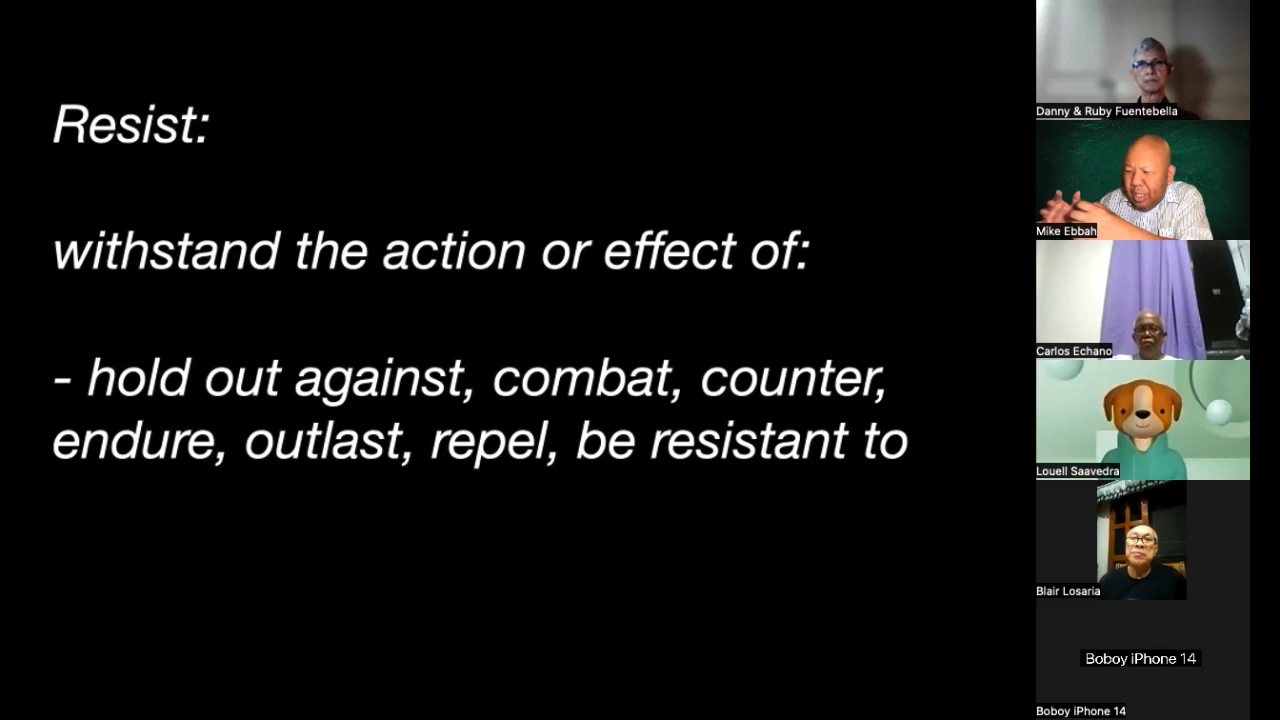 Resist:
withstand the action or effect of:
- hold out against, combat, counter,
endure, outlast, repel, be resistant to
Danny & Ruby Fuentebella
Mike Ebbah
Carlos Echano
Louell Saavedra
Blair Losaria
Boboy iPhone 14
Boboy iPhone 14